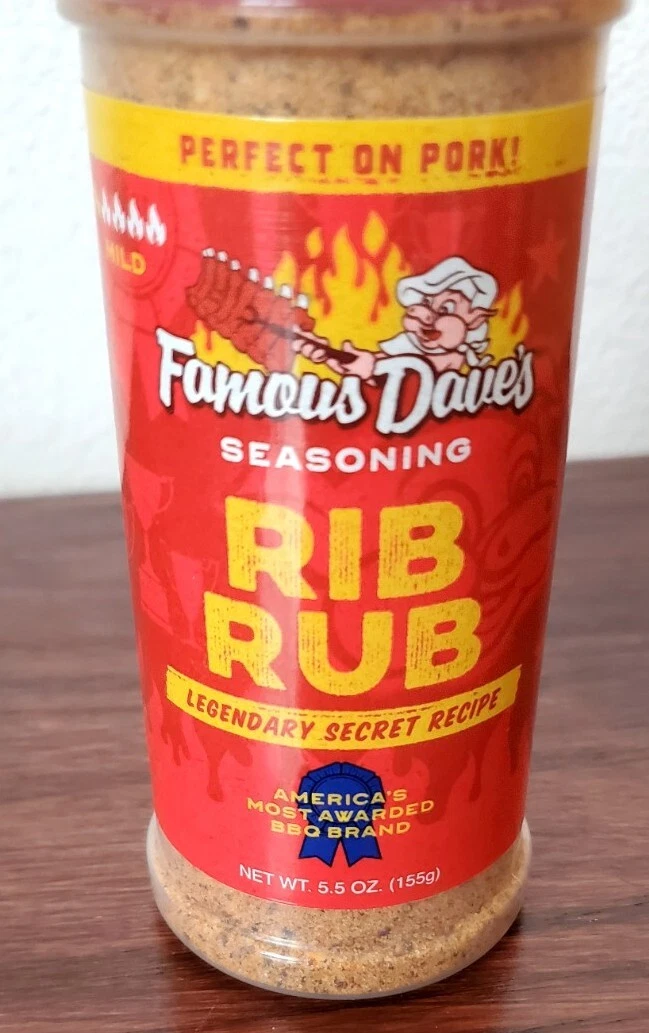 PERFECT ON PORK!
MILD
Famous Dave's
SEASONING
RIB
RUB
LEGENDARY SECRET RECIPE
AMERICA'S
MOST AWARDED
BBQ BRAND
NET WT. 5.5 OZ. (155g)